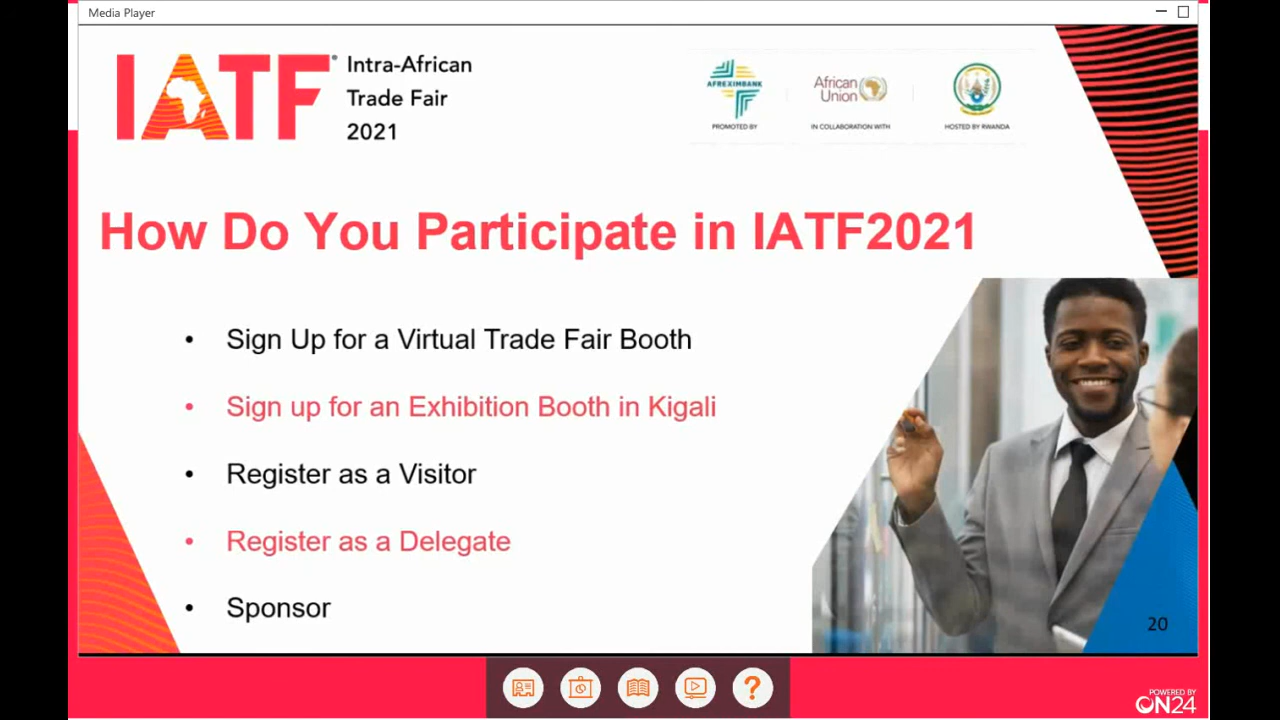 Media Player
IATF® Intra-African
Trade Fair
2021
AFREXIMBANK
PROMOTED BY
African
Union
IN COLLABORATION WITH
HOSTED BY RWANDA
How Do You Participate in IATF2021
• Sign Up for a Virtual Trade Fair Booth
• Sign up for an Exhibition Booth in Kigali
• Register as a Visitor
• Register as a Delegate
• Sponsor
20
?
POWERED BY
ON24